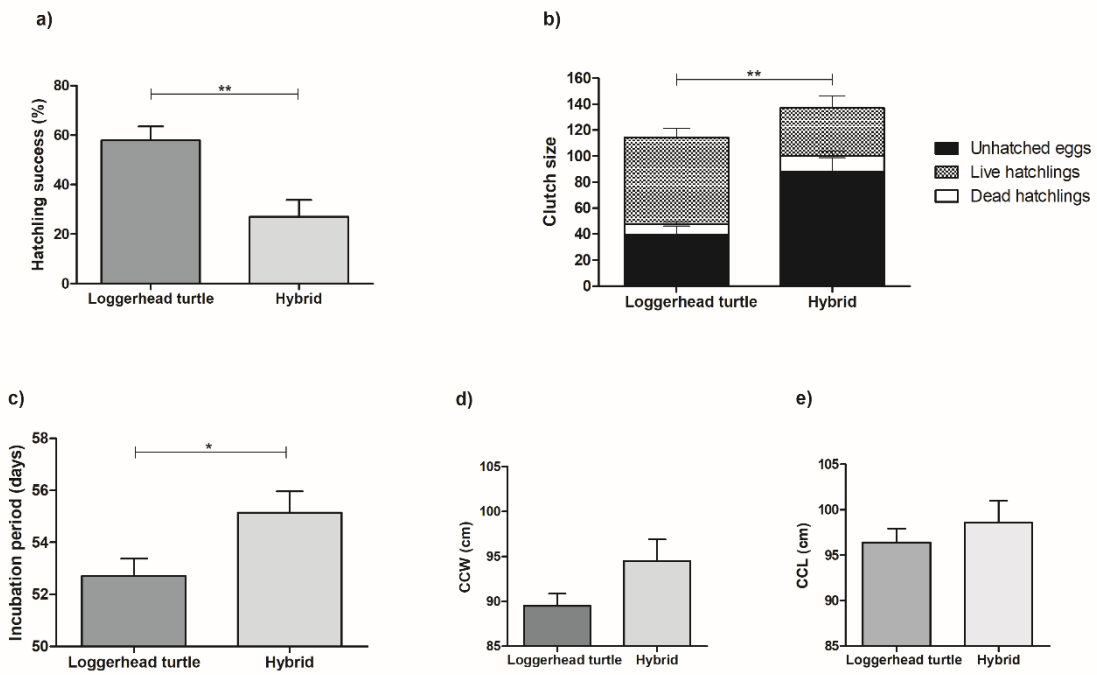 a)
Hatchling success (%)
80
60
40
20
0
**
Loggerhead turtle
Hybrid
b)
Clutch size
160
140
120
100
80
60
40
20
0
**
Loggerhead turtle
Hybrid
Unhatched eggs
Live hatchlings
Dead hatchlings
c)
Incubation period (days)
58
56
54
52
50
*
Loggerhead turtle
Hybrid
d)
CCW (cm)
105
100
95
90
85
Loggerhead turtle
Hybrid
e)
CCL (cm)
105
100
95
90
85
Loggerhead turtle
Hybrid